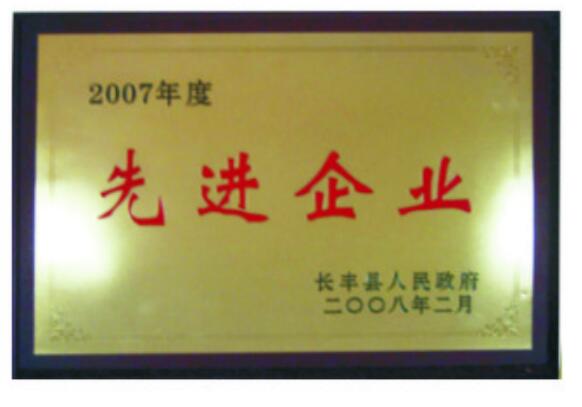 2007年度
先进企业
长丰县人民政府
二〇〇八年二月